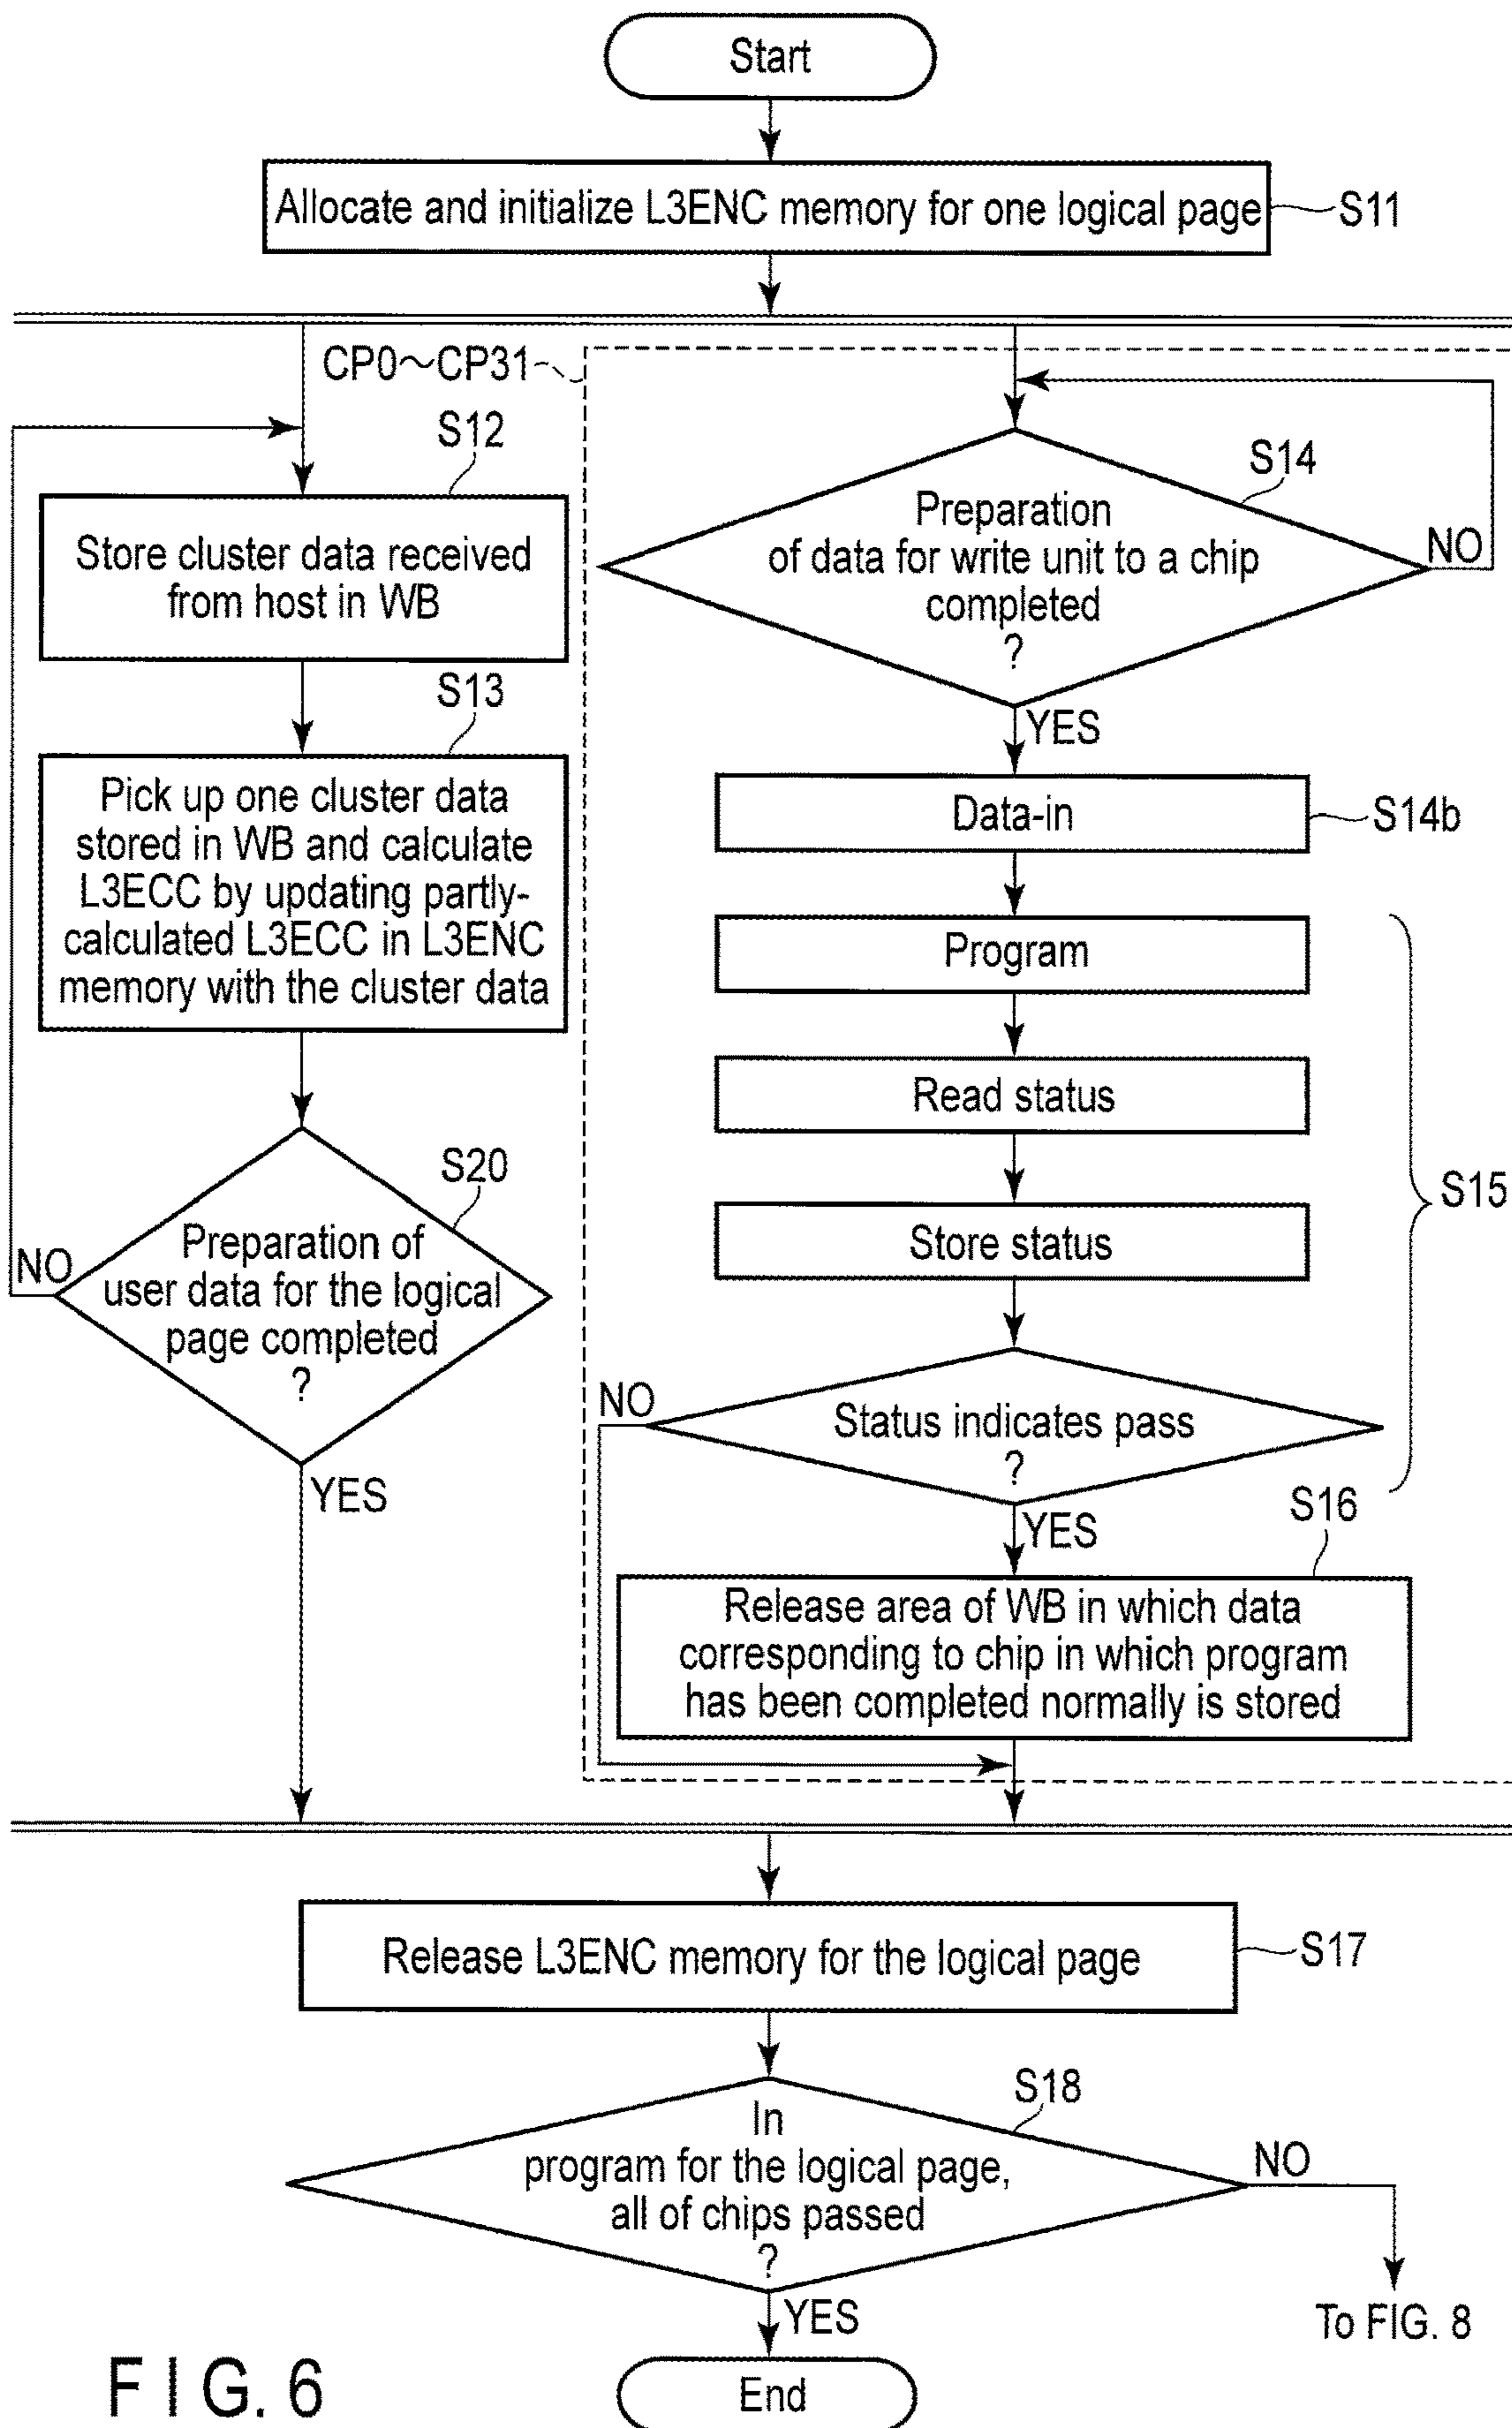 Start
Allocate and initialize L3ENC memory for one logical page
S11
CP0~CP31
S12
Store cluster data received
from host in WB
S13
Pick up one cluster data
stored in WB and calculate
L3ECC by updating partly-
calculated L3ECC in L3ENC
memory with the cluster data
S20
Preparation of
user data for the logical
page completed
?
NO
YES
S14
Preparation
of data for write unit to a chip
completed
?
NO
YES
Data-in
S14b
Program
Read status
Store status
S15
Status indicates pass
?
NO
YES
S16
Release area of WB in which data
corresponding to chip in which program
has been completed normally is stored
Release L3ENC memory for the logical page
S17
S18
In
program for the logical page,
all of chips passed
?
NO
To FIG. 8
YES
End
FIG. 6